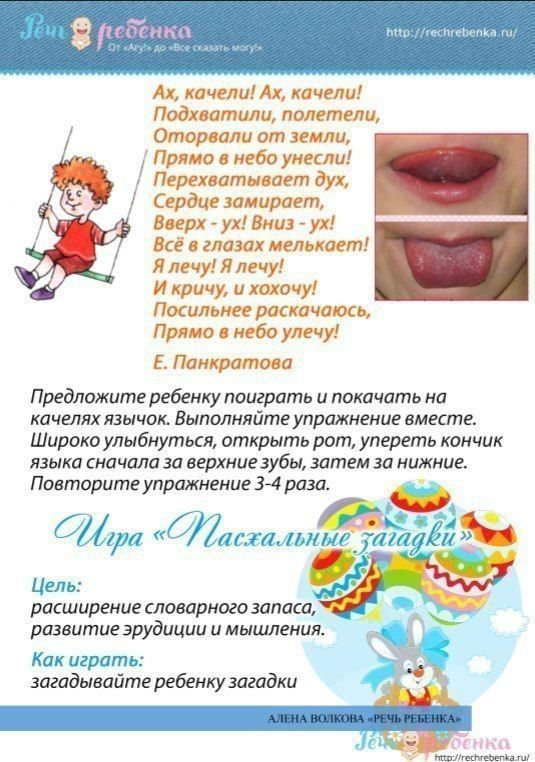 Речь ребенка
От «Агу!» до «Все сказать могу!»
http://rechrebenka.ru/
Ах, качели! Ах, качели!
Подхватили, полетели,
Оторвали от земли,
Прямо в небо унесли!
Перехватывает дух,
Сердце замирает,
Вверх - ух! Вниз - ух!
Всё в глазах мелькает!
Я лечу! Я лечу!
И кричу, и хохочу!
Посильнее раскачаюсь,
Прямо в небо улечу!
Е. Панкратова
Предложите ребенку поиграть и покачать на
качелях язычок. Выполняйте упражнение вместе.
Широко улыбнуться, открыть рот, упереть кончик
языка сначала за верхние зубы, затем за нижние.
Повторите упражнение 3-4 раза.
Игра «Пасхальные загадки»
Цель:
расширение словарного запаса,
развитие эрудиции и мышления.
Как играть:
загадывайте ребенку загадки
АЛЕНА ВОЛКОВА «РЕЧЬ РЕБЕНКА»
Речь ребенка
http://rechrebenka.ru/